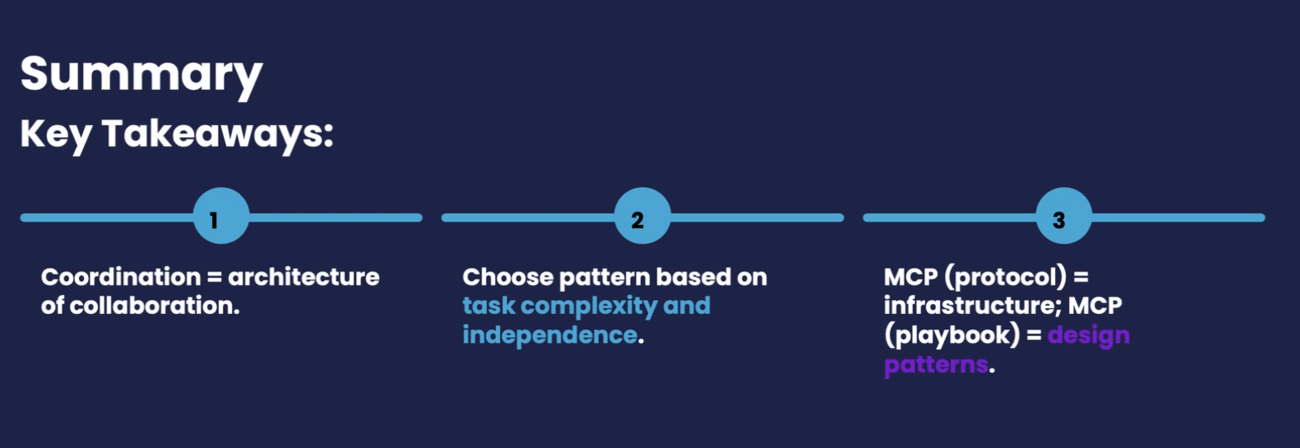 Summary
Key Takeaways:
1
2
3
Coordination = architecture
of collaboration.
Choose pattern based on
task complexity and
independence.
MCP (protocol) =
infrastructure; MCP
(playbook) = design
patterns.